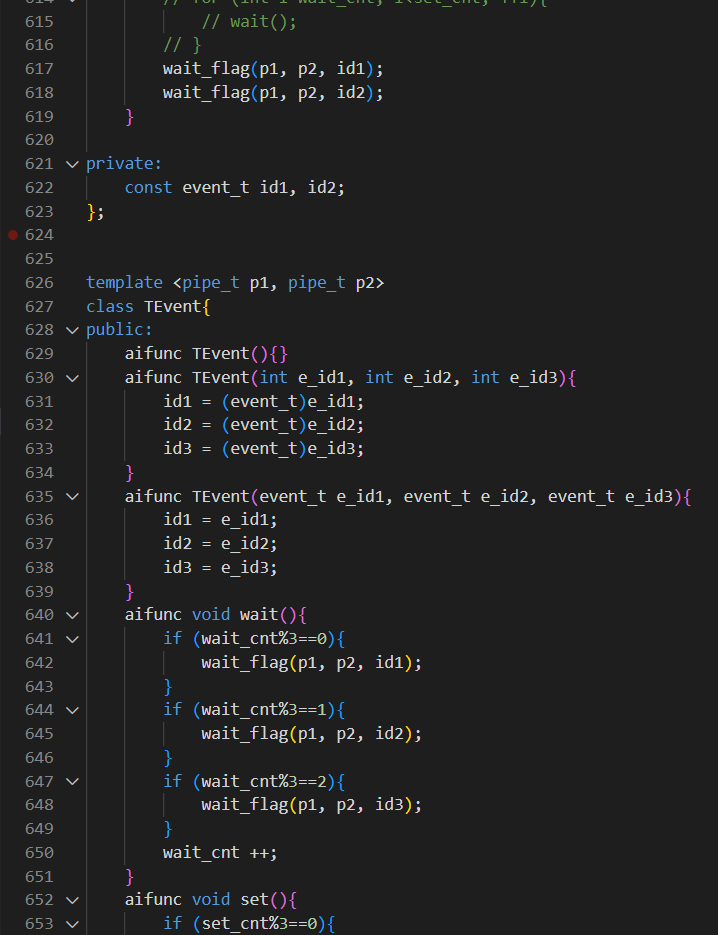 614 // for (int i wait_cnt; i<set_cnt; ++i){
615 // wait();
616 // }
617 wait_flag(p1, p2, id1);
618 wait_flag(p1, p2, id2);
619 }
620
621 private:
622 const event_t id1, id2;
623 };
624
625
626 template <pipe_t p1, pipe_t p2>
627 class TEvent{
628 public:
629 aifunc TEvent(){}
630 aifunc TEvent(int e_id1, int e_id2, int e_id3){
631 id1 = (event_t)e_id1;
632 id2 = (event_t)e_id2;
633 id3 = (event_t)e_id3;
634 }
635 aifunc TEvent(event_t e_id1, event_t e_id2, event_t e_id3){
636 id1 = e_id1;
637 id2 = e_id2;
638 id3 = e_id3;
639 }
640 aifunc void wait(){
641 if (wait_cnt%3==0){
642 wait_flag(p1, p2, id1);
643 }
644 if (wait_cnt%3==1){
645 wait_flag(p1, p2, id2);
646 }
647 if (wait_cnt%3==2){
648 wait_flag(p1, p2, id3);
649 }
650 wait_cnt ++;
651 }
652 aifunc void set(){
653 if (set_cnt%3==0){